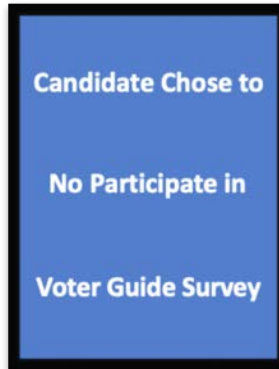 Candidate Chose to
No Participate in
Voter Guide Survey